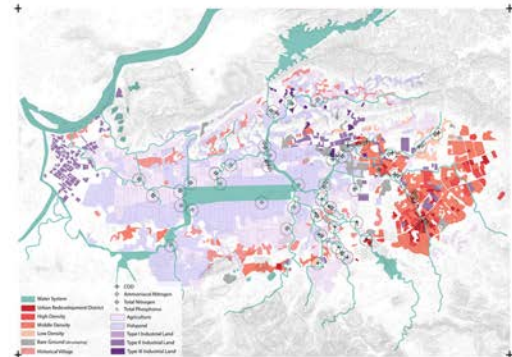 Water System
Urban Redevelopment District
High Density
Middle Density
Low Density
Bare Ground
Historical Village
COD
Ammoniacal Nitrogen
Total Nitrogen
Total Phosphorus
Agriculture
Fishpond
Type I Industrial Land
Type II Industrial Land
Type III Industrial Land